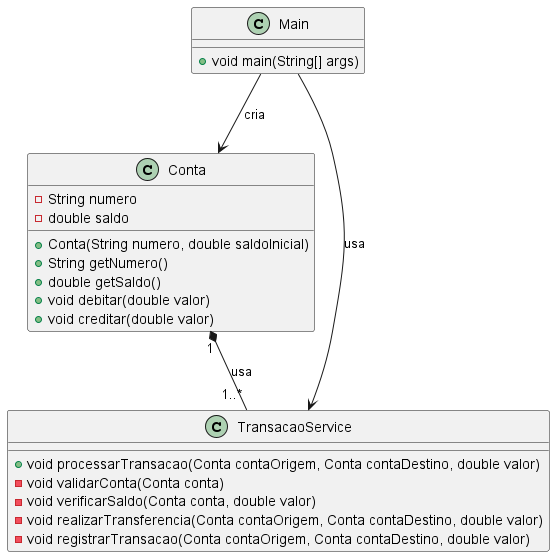 C Main
void main(String[] args)
cria
C Conta
String numero
double saldo
Conta(String numero, double saldoInicial)
String getNumero()
double getSaldo()
void debitar(double valor)
void creditar(double valor)
usa
1
usa
1..*
C TransacaoService
void processarTransacao(Conta contaOrigem, Conta contaDestino, double valor)
void validarConta(Conta conta)
void verificarSaldo(Conta conta, double valor)
void realizarTransferencia(Conta contaOrigem, Conta contaDestino, double valor)
void registrarTransacao(Conta contaOrigem, Conta contaDestino, double valor)